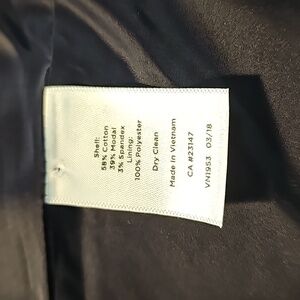 Shell:
58% Cotton
39% Modal
3% Spandex
Lining:
100% Polyester
Dry Clean
Made in Vietnam
CA #23147
VN1953 03/18